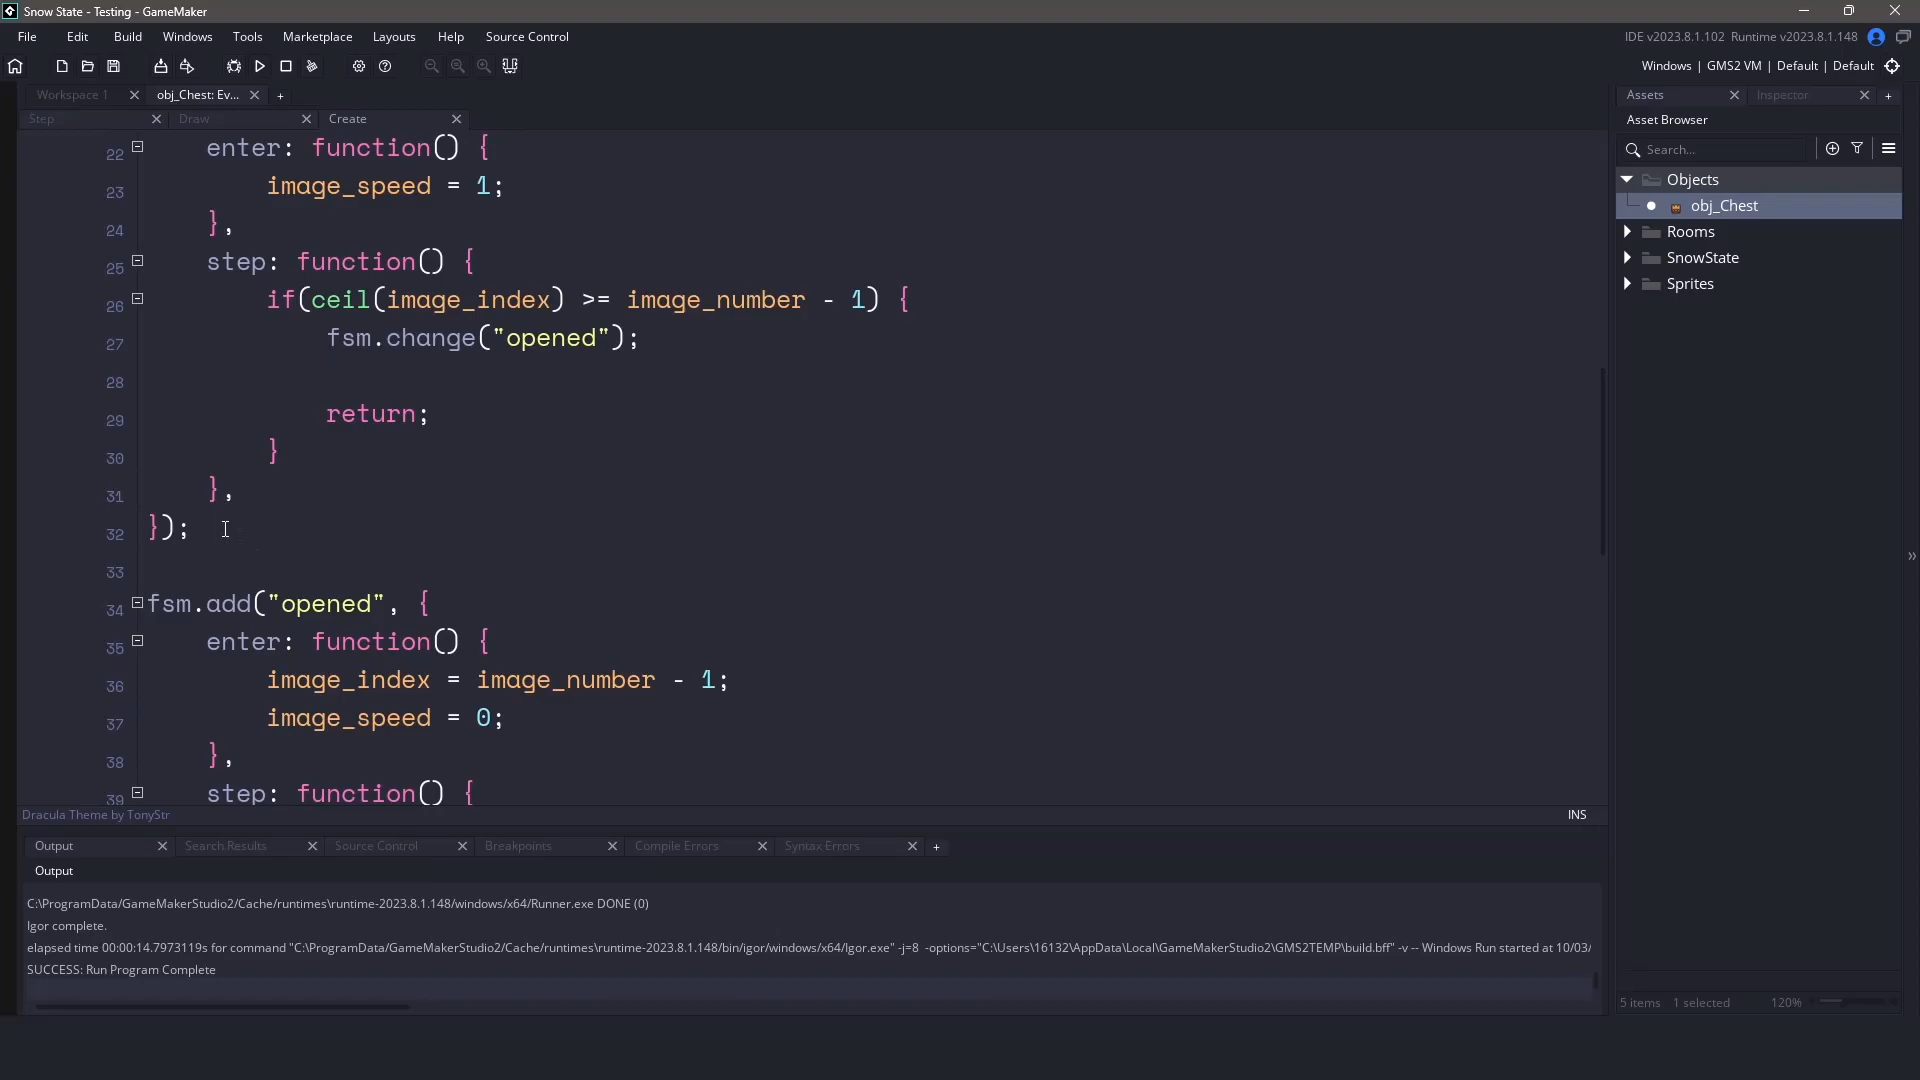 Snow State - Testing - GameMaker
File Edit Build Windows Tools Marketplace Layouts Help Source Control
IDE v2023.8.1.102 Runtime v2023.8.1.148
Windows | GMS2 VM | Default | Default
Workspace 1 obj_Chest: Ev... +
Step Draw Create
22 enter: function() {
23 image_speed = 1;
24 },
25 step: function() {
26 if(ceil(image_index) >= image_number - 1) {
27 fsm.change("opened");
28
29 return;
30 }
31 },
32 });
33
34 fsm.add("opened", {
35 enter: function() {
36 image_index = image_number - 1;
37 image_speed = 0;
38 },
39 step: function() {
Dracula Theme by TonyStr
INS
Output Search Results Source Control Breakpoints Compile Errors Syntax Errors +
Output
C:\ProgramData/GameMakerStudio2/Cache/runtimes\runtime-2023.8.1.148/windows/x64/Runner.exe DONE (0)
Igor complete.
elapsed time 00:00:14.7973119s for command "C:\ProgramData/GameMakerStudio2/Cache/runtimes\runtime-2023.8.1.148/bin/igor/windows/x64/Igor.exe" -j=8 -options="C:\Users\16132\AppData\Local\GameMakerStudio2\GMS2TEMP\build.bff" -v -- Windows Run started at 10/03/
SUCCESS: Run Program Complete
Assets Inspector +
Asset Browser
Search...
Objects
obj_Chest
Rooms
SnowState
Sprites
5 items 1 selected 120%